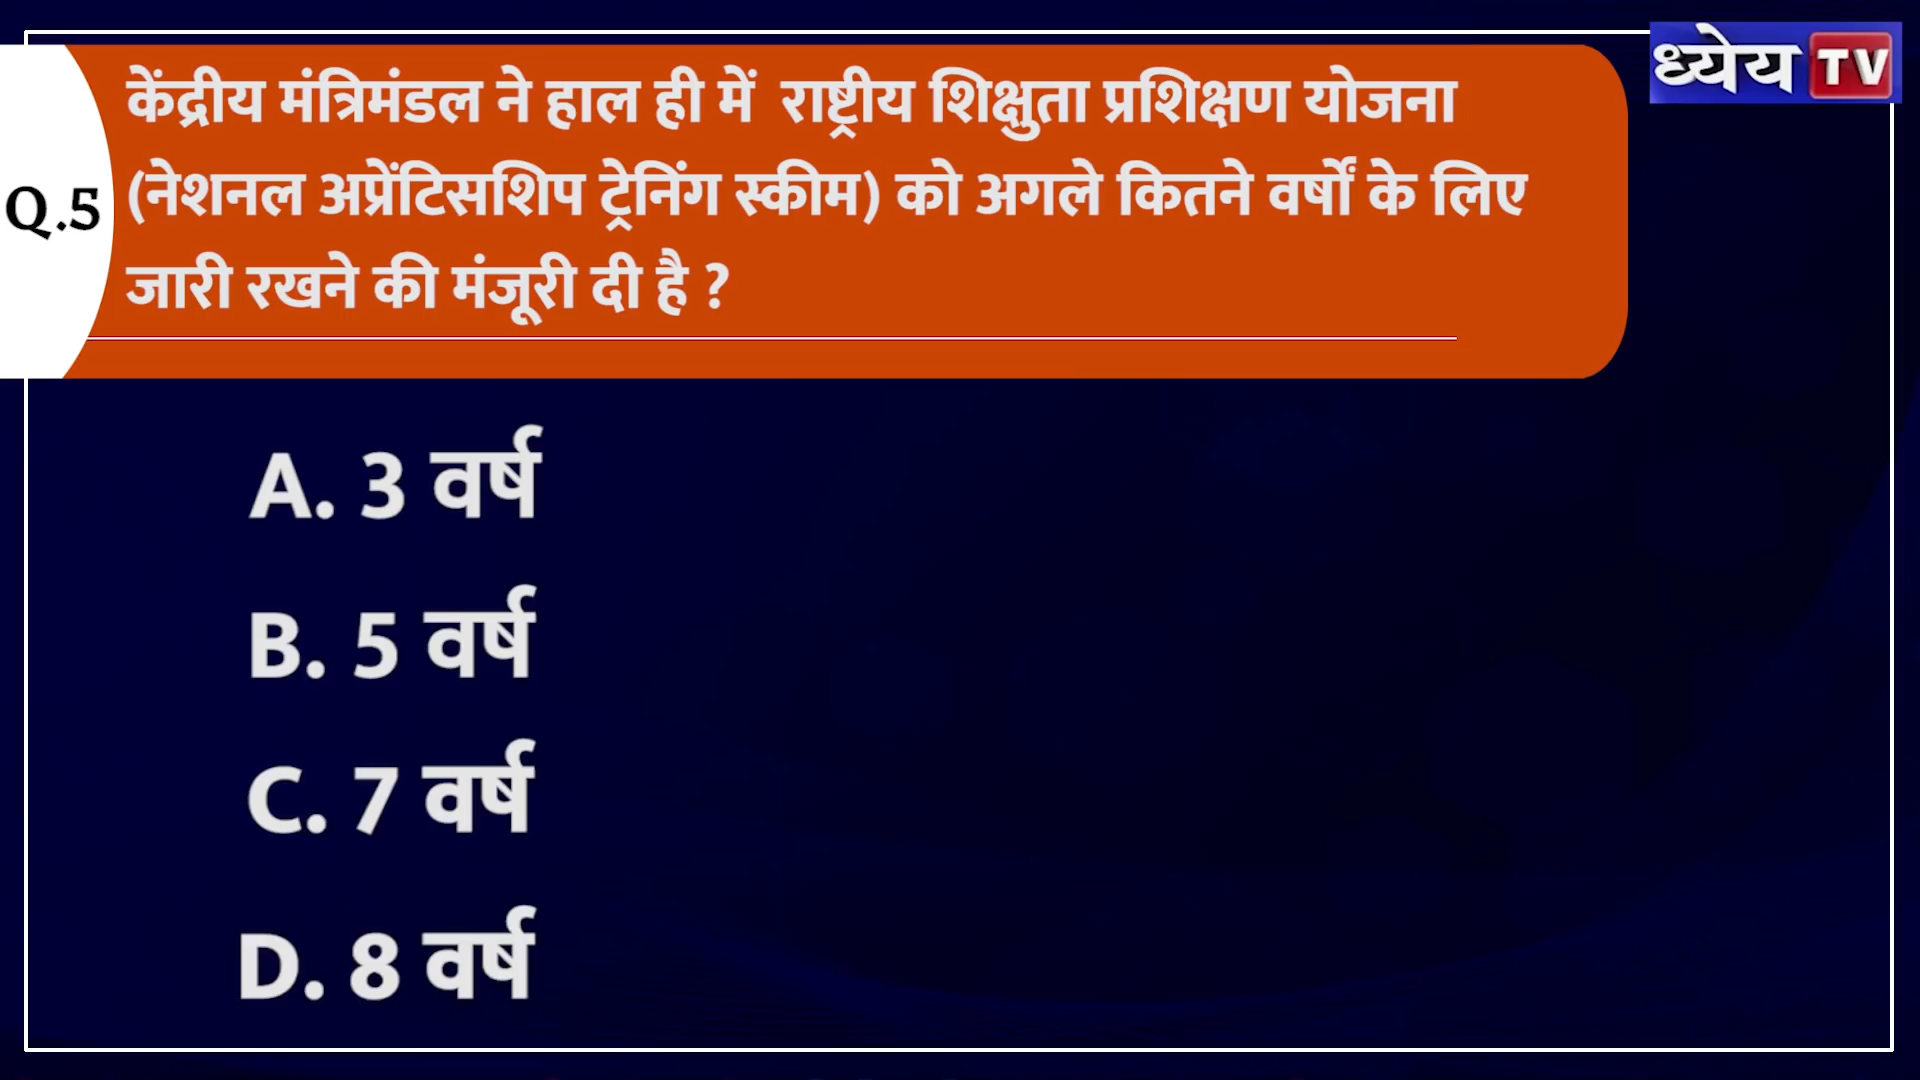 ध्येय TV
Q.5
केंद्रीय मंत्रिमंडल ने हाल ही में राष्ट्रीय शिक्षुता प्रशिक्षण योजना
(नेशनल अप्रेंटिसशिप ट्रेनिंग स्कीम) को अगले कितने वर्षों के लिए
जारी रखने की मंजूरी दी है ?
A. 3 वर्ष
B. 5 वर्ष
C. 7 वर्ष
D. 8 वर्ष